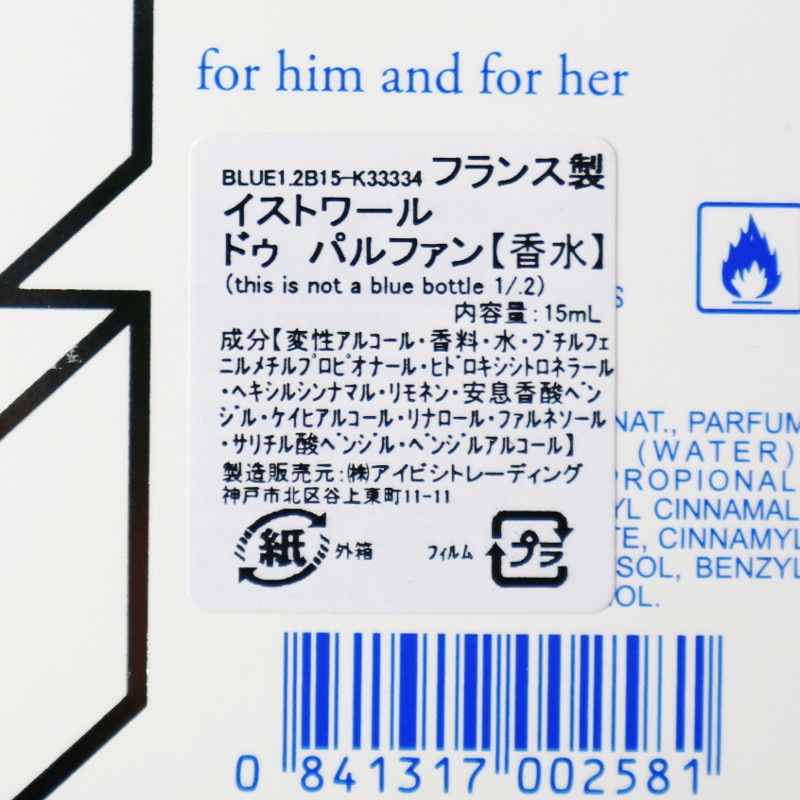 for him and for her
BLUE1.2B15-K33334 フランス製
イストワール
ドゥ パルファン【香水】
(this is not a blue bottle 1/.2)
内容量:15mL
成分【変性アルコール・香料・水・ブチルフェ
ニルメチルプロピオナール・ヒドロキシシトロネラール
・ヘキシルシンナマル・リモネン・安息香酸ベン
ジル・ケイヒアルコール・リナロール・ファルネソール
・サリチル酸ベンジル・ベンジルアルコール】
製造販売元:㈱アイビシトレーディング
神戸市北区谷上東町11-11
紙 外箱 フィルム プラ
NAT., PARFUM
(WATER)
PROPIONAL
CINNAMAL
CINNAMYL
BENZYL
0 841317 002581